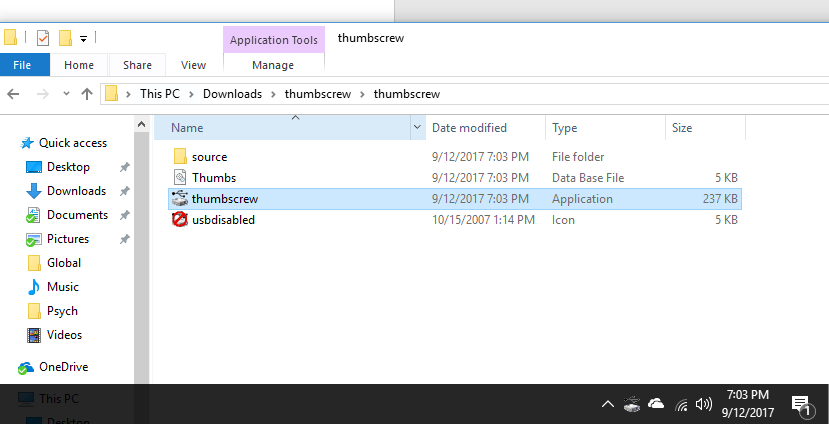 Application Tools thumbscrew
File Home Share View Manage
This PC Downloads thumbscrew thumbscrew
Name Date modified Type Size
Quick access
Desktop
Downloads
Documents
Pictures
Global
Music
Psych
Videos
OneDrive
This PC
Desktop
source 9/12/2017 7:03 PM File folder
Thumbs 9/12/2017 7:03 PM Data Base File 5 KB
thumbscrew 9/12/2017 7:03 PM Application 237 KB
usbdisabled 10/15/2007 1:14 PM Icon 5 KB
7:03 PM
9/12/2017
1